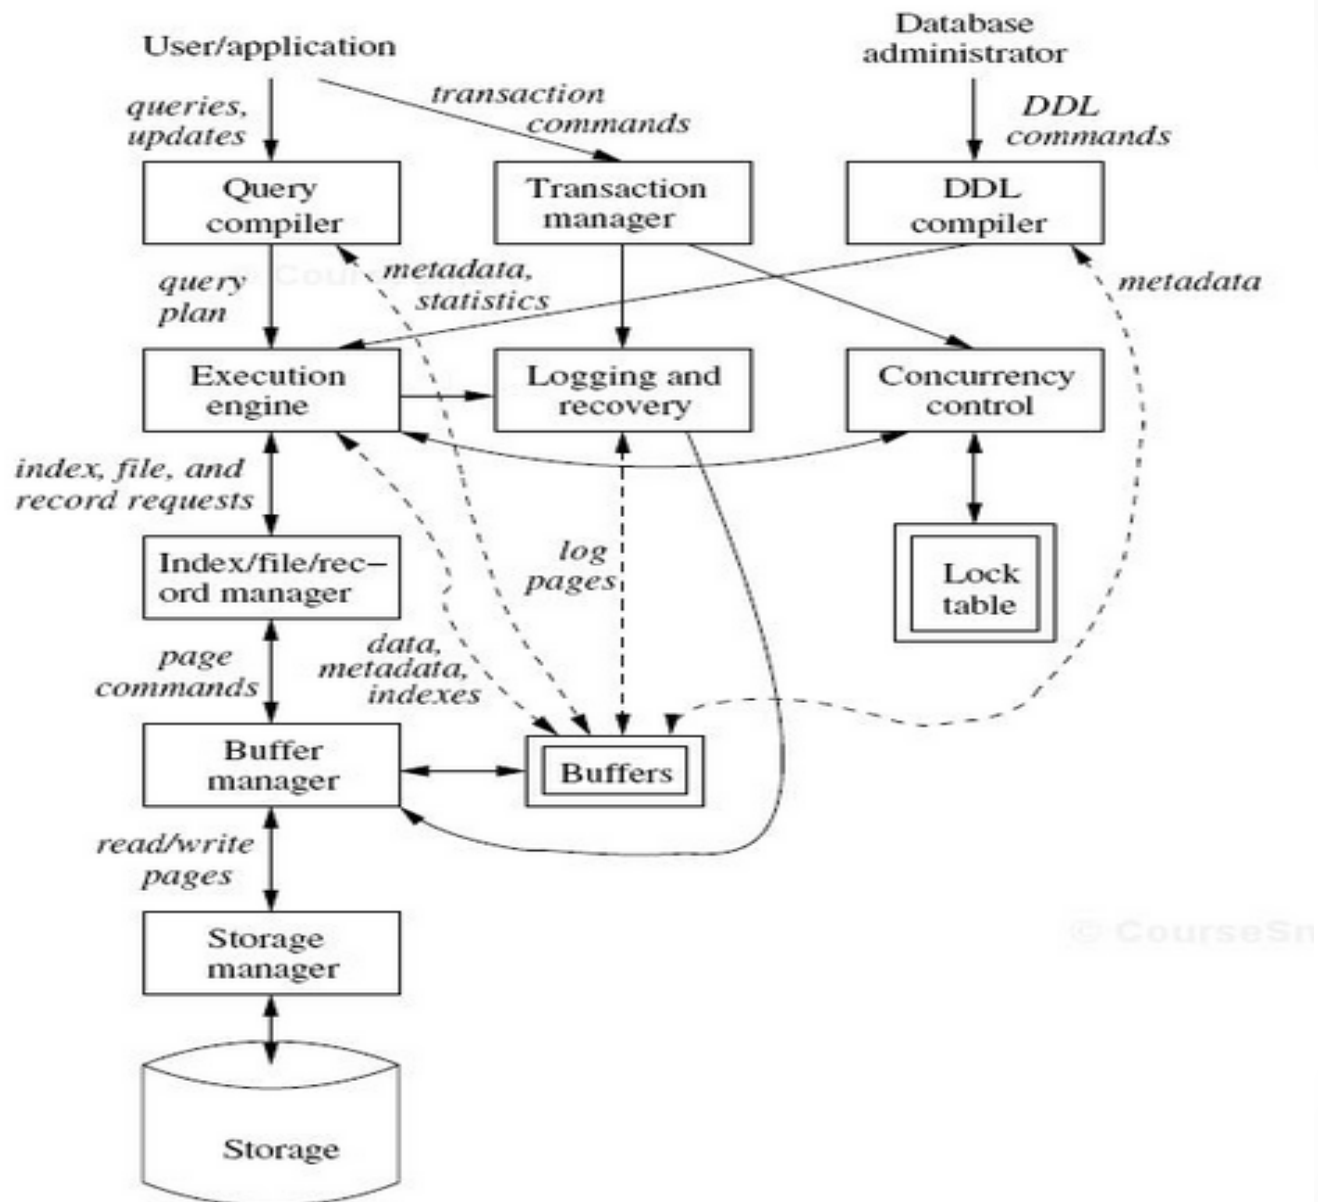 User/application
Database
administrator
queries,
updates
transaction
commands
DDL
commands
Query
compiler
Transaction
manager
DDL
compiler
query
plan
metadata,
statistics
metadata
Execution
engine
Logging and
recovery
Concurrency
control
index, file, and
record requests
Index/file/rec–
ord manager
log
pages
Lock
table
page
commands
data,
metadata,
indexes
Buffer
manager
Buffers
read/write
pages
Storage
manager
© CourseSm
Storage